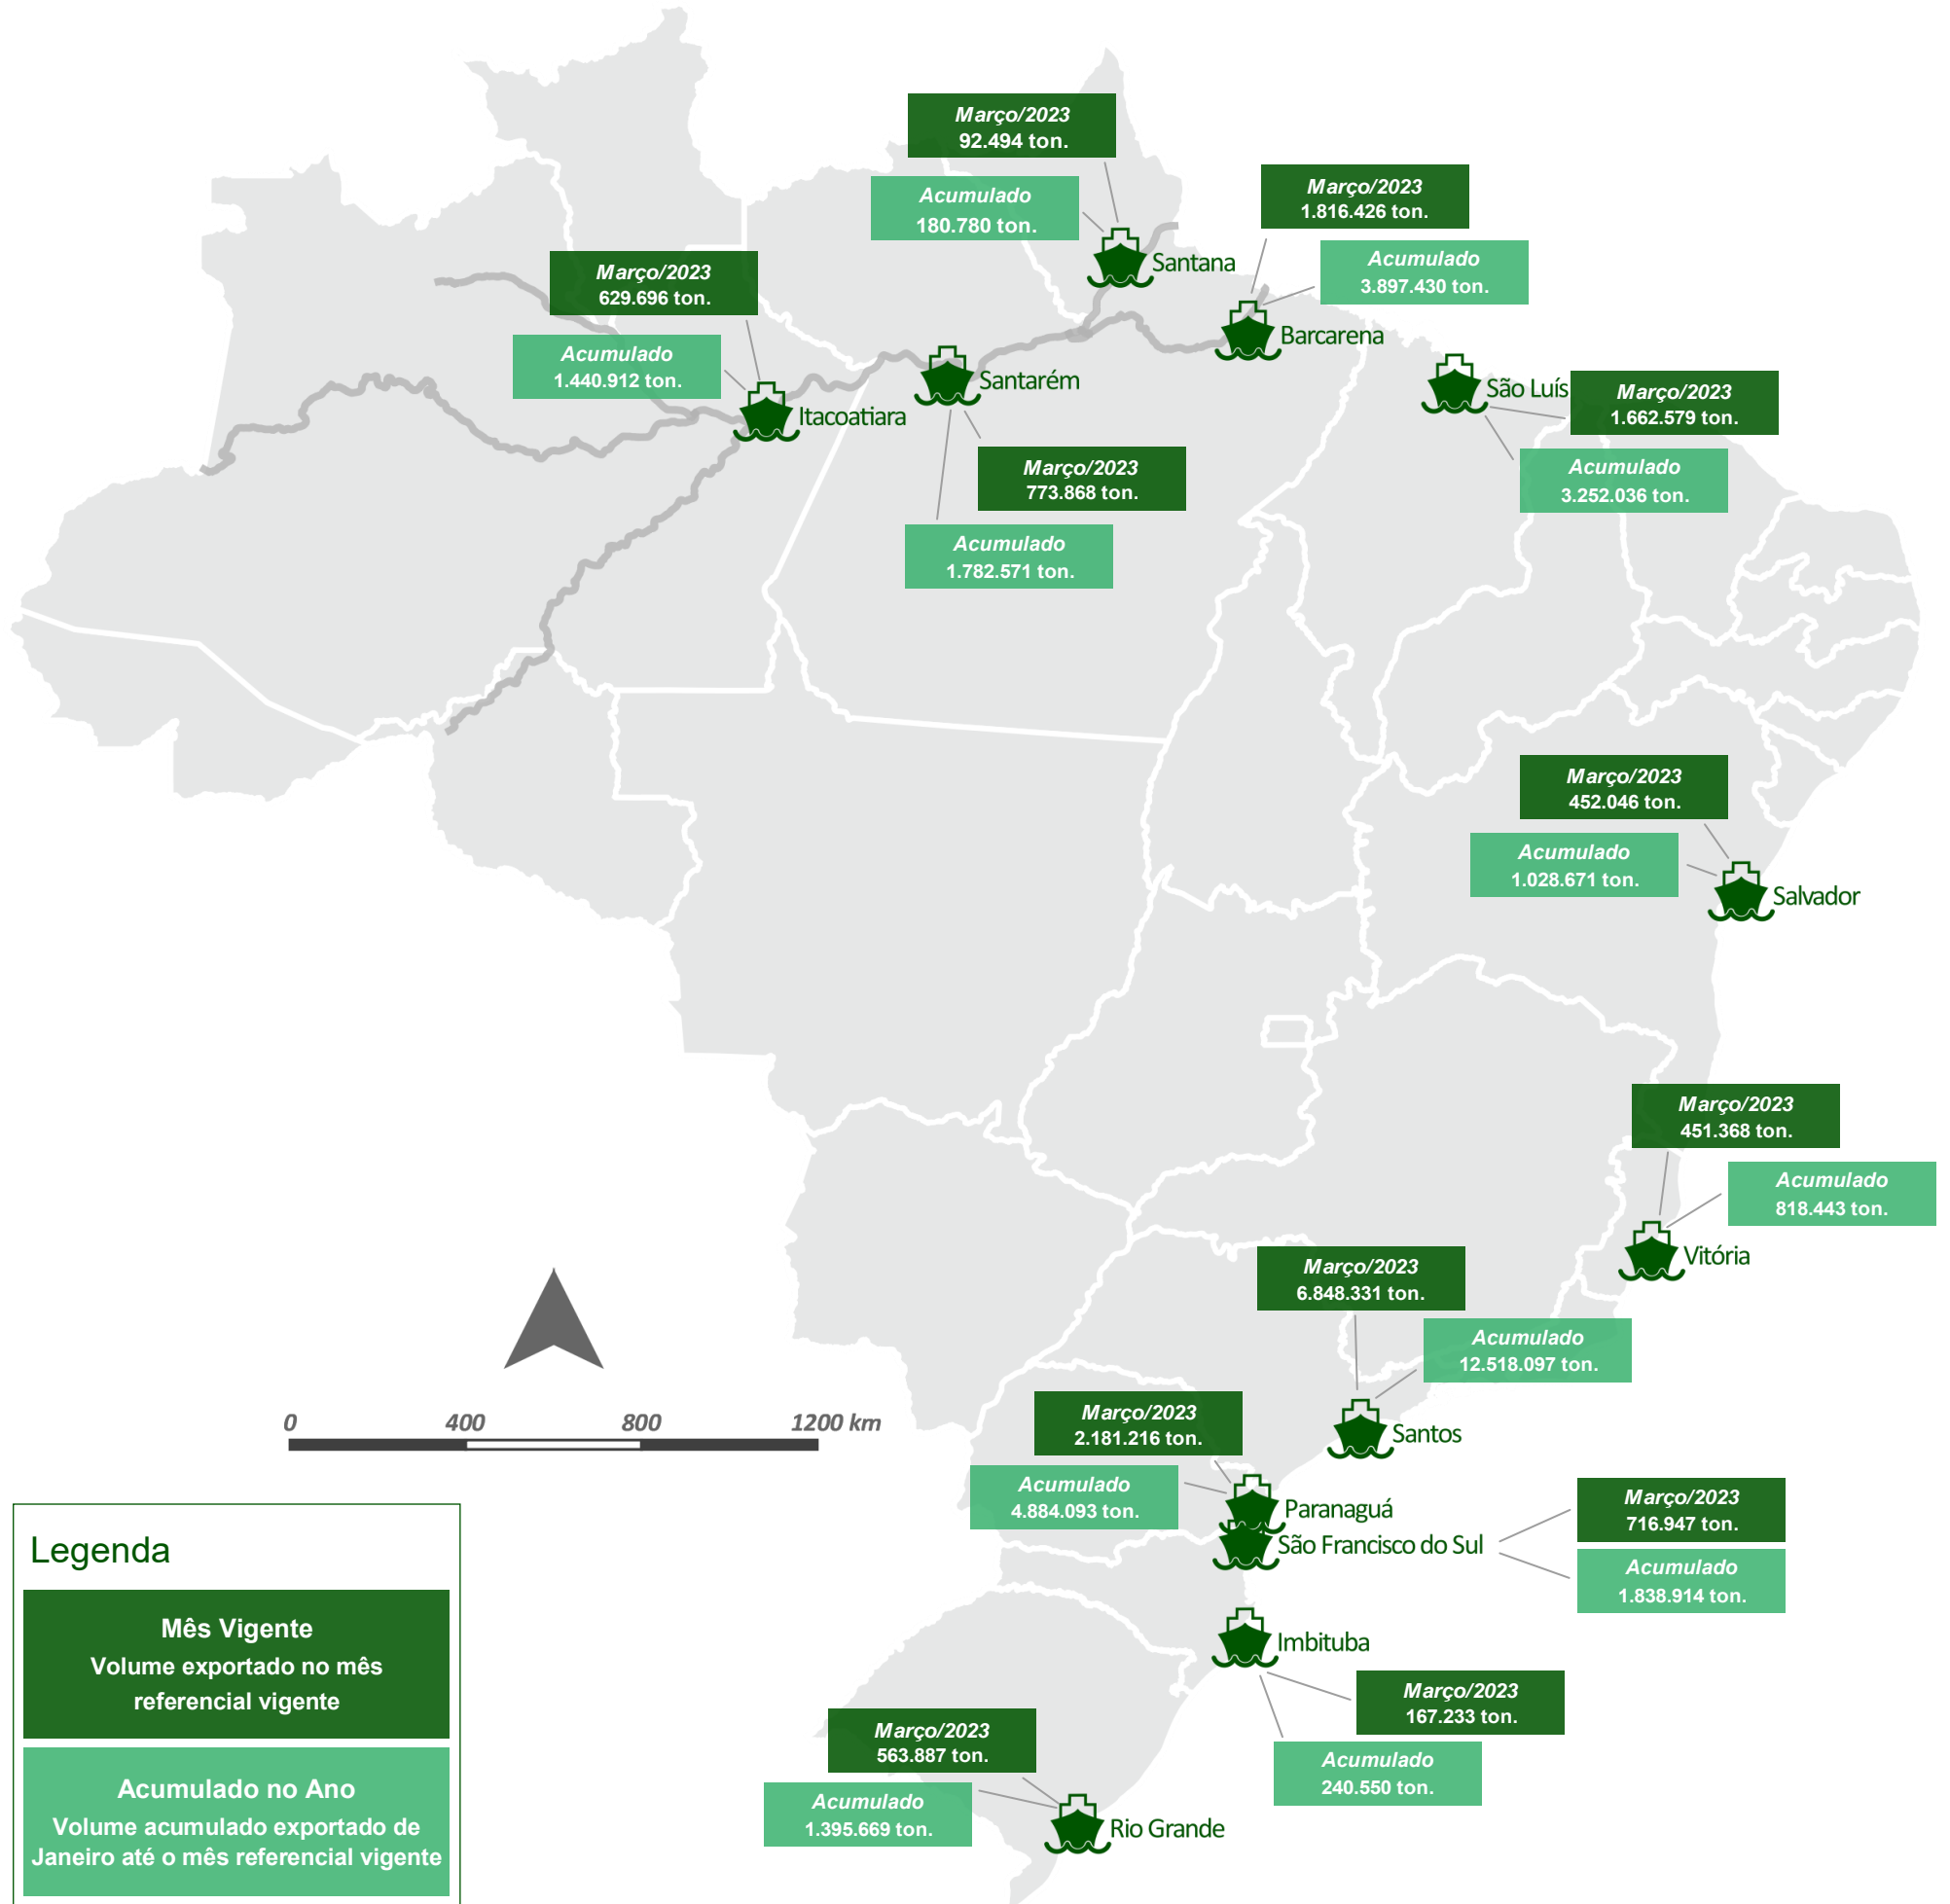 Março/2023
92.494 ton.
Acumulado
180.780 ton.
Santana
Março/2023
1.816.426 ton.
Acumulado
3.897.430 ton.
Barcarena
Março/2023
629.696 ton.
Acumulado
1.440.912 ton.
Itacoatiara
Santarém
Março/2023
773.868 ton.
Acumulado
1.782.571 ton.
São Luís
Março/2023
1.662.579 ton.
Acumulado
3.252.036 ton.
Março/2023
452.046 ton.
Acumulado
1.028.671 ton.
Salvador
Março/2023
451.368 ton.
Acumulado
818.443 ton.
Vitória
Março/2023
6.848.331 ton.
Acumulado
12.518.097 ton.
Santos
Março/2023
2.181.216 ton.
Acumulado
4.884.093 ton.
Paranaguá
São Francisco do Sul
Março/2023
716.947 ton.
Acumulado
1.838.914 ton.
Imbituba
Março/2023
167.233 ton.
Acumulado
240.550 ton.
Março/2023
563.887 ton.
Acumulado
1.395.669 ton.
Rio Grande
0 400 800 1200 km
Legenda
Mês Vigente
Volume exportado no mês
referencial vigente
Acumulado no Ano
Volume acumulado exportado de
Janeiro até o mês referencial vigente